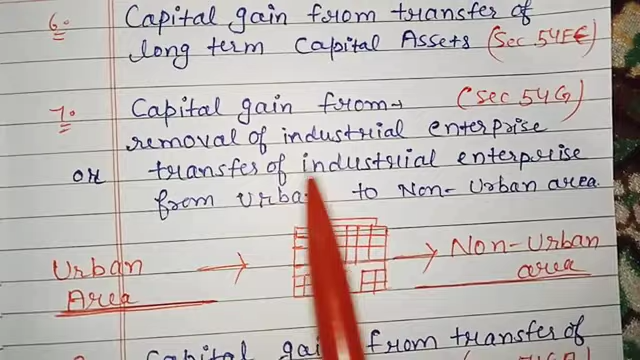 6. Capital gain from transfer of
long term Capital Assets (Sec 54EE)
7. Capital gain from → (Sec 54G)
removal of industrial enterprise
or transfer of industrial enterprise
from to Non-Urban area.
Urban Area → → Non-Urban area
Capital gain from transfer of